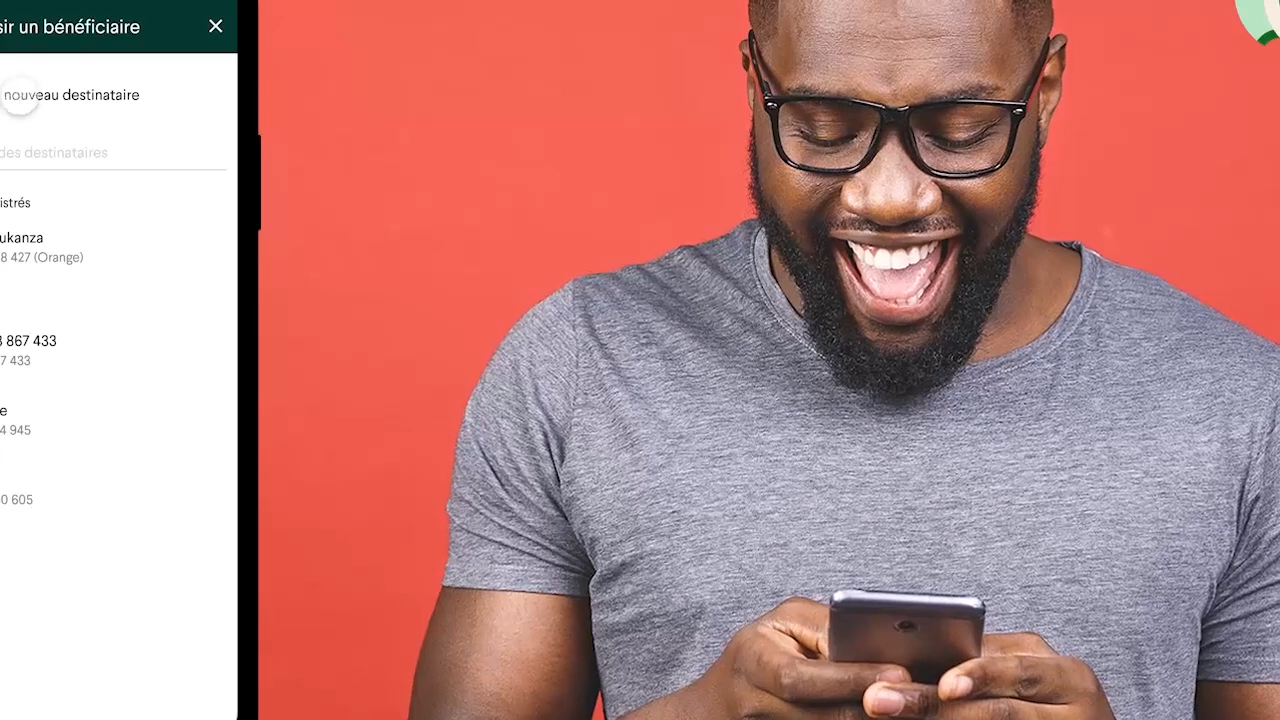 sir un bénéficiaire
nouveau destinataire
des destinataires
istrés
ukanza
8 427 (Orange)
867 433
7 433
e
4 945
0 605